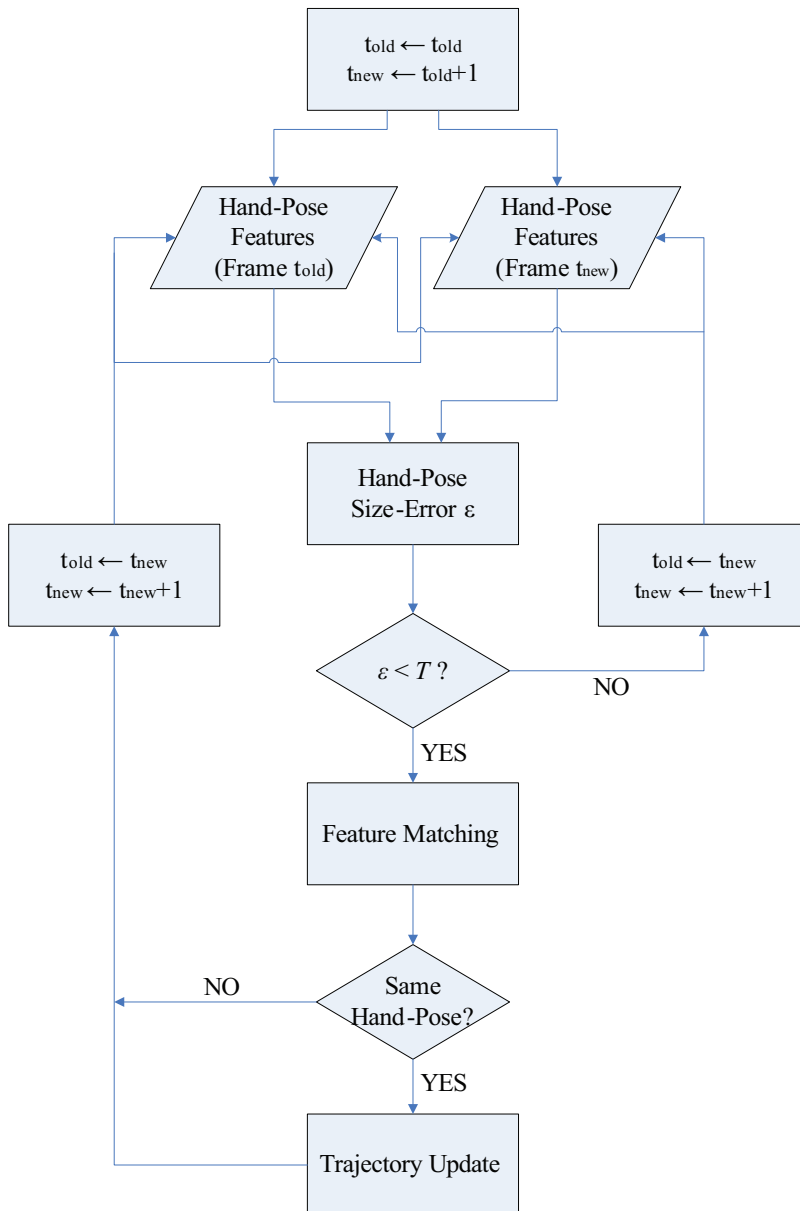 told ← told
tnew ← told+1
Hand-Pose
Features
(Frame told)
Hand-Pose
Features
(Frame tnew)
Hand-Pose
Size-Error ε
told ← tnew
tnew ← tnew+1
told ← tnew
tnew ← tnew+1
ε < T ?
NO
YES
Feature Matching
NO
Same
Hand-Pose?
YES
Trajectory Update